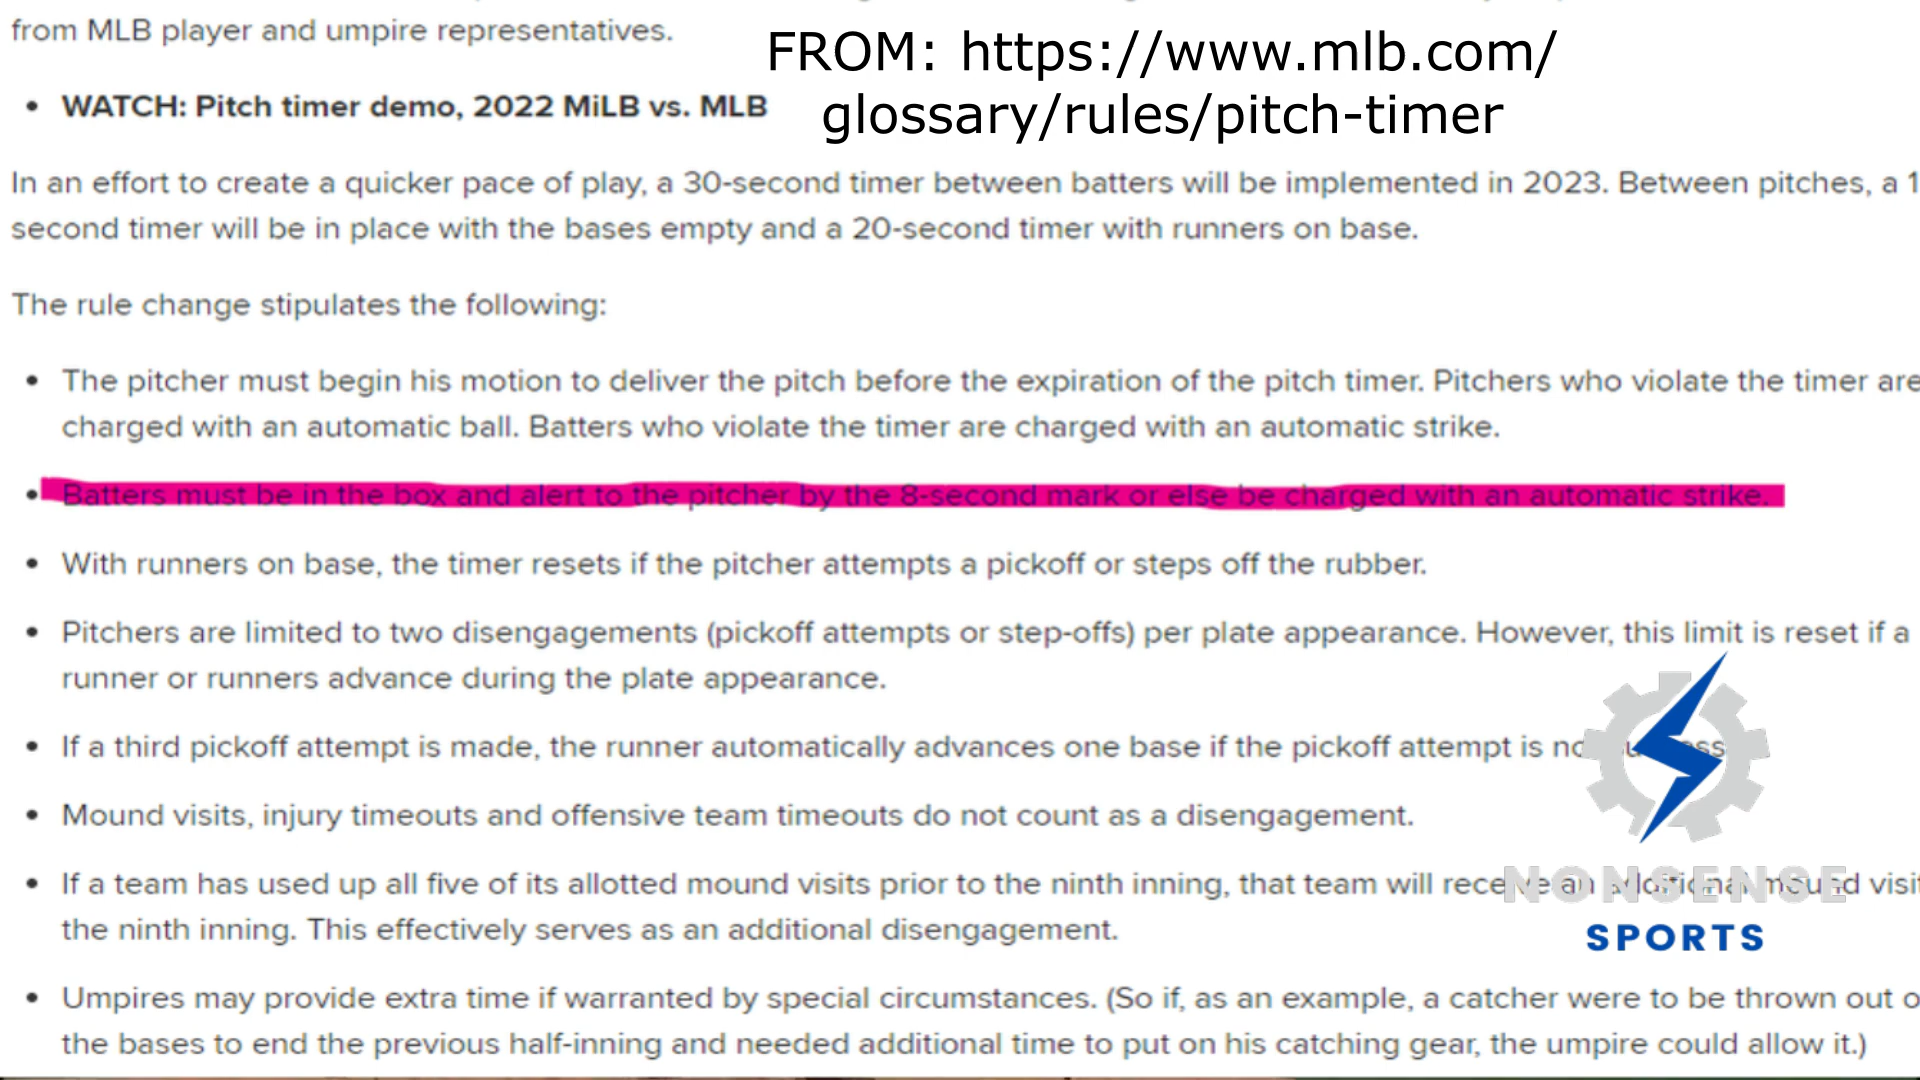 from MLB player and umpire representatives.
FROM: https://www.mlb.com/
glossary/rules/pitch-timer
• WATCH: Pitch timer demo, 2022 MiLB vs. MLB
In an effort to create a quicker pace of play, a 30-second timer between batters will be implemented in 2023. Between pitches, a 1
second timer will be in place with the bases empty and a 20-second timer with runners on base.
The rule change stipulates the following:
• The pitcher must begin his motion to deliver the pitch before the expiration of the pitch timer. Pitchers who violate the timer are
charged with an automatic ball. Batters who violate the timer are charged with an automatic strike.
• Batters must be in the box and alert to the pitcher by the 8-second mark or else be charged with an automatic strike.
• With runners on base, the timer resets if the pitcher attempts a pickoff or steps off the rubber.
• Pitchers are limited to two disengagements (pickoff attempts or step-offs) per plate appearance. However, this limit is reset if a
runner or runners advance during the plate appearance.
• If a third pickoff attempt is made, the runner automatically advances one base if the pickoff attempt is
• Mound visits, injury timeouts and offensive team timeouts do not count as a disengagement.
• If a team has used up all five of its allotted mound visits prior to the ninth inning, that team will receive an additional mound visit
the ninth inning. This effectively serves as an additional disengagement.
NONSENSE
SPORTS
• Umpires may provide extra time if warranted by special circumstances. (So if, as an example, a catcher were to be thrown out o
the bases to end the previous half-inning and needed additional time to put on his catching gear, the umpire could allow it.)